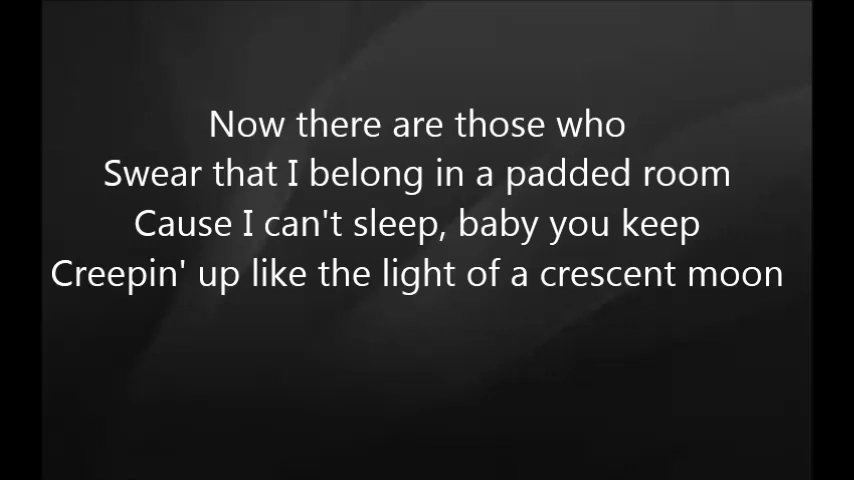 Now there are those who
Swear that I belong in a padded room
Cause I can't sleep, baby you keep
Creepin' up like the light of a crescent moon